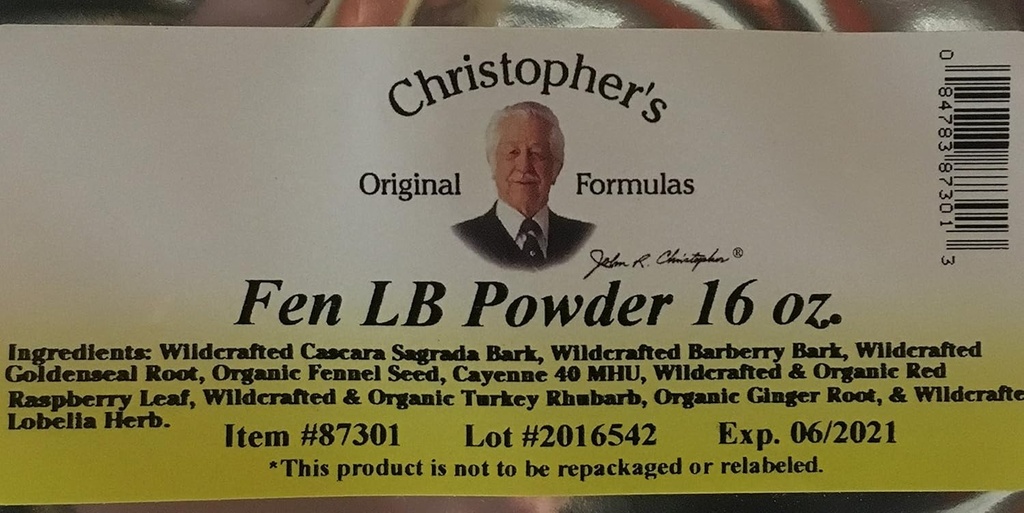 Christopher's
Original Formulas
John R. Christopher®
Fen LB Powder 16 oz.
Ingredients: Wildcrafted Cascara Sagrada Bark, Wildcrafted Barberry Bark, Wildcrafted
Goldenseal Root, Organic Fennel Seed, Cayenne 40 MHU, Wildcrafted & Organic Red
Raspberry Leaf, Wildcrafted & Organic Turkey Rhubarb, Organic Ginger Root, & Wildcrafte
Lobelia Herb.
Item #87301 Lot #2016542 Exp. 06/2021
*This product is not to be repackaged or relabeled.
0 84783 87301 3